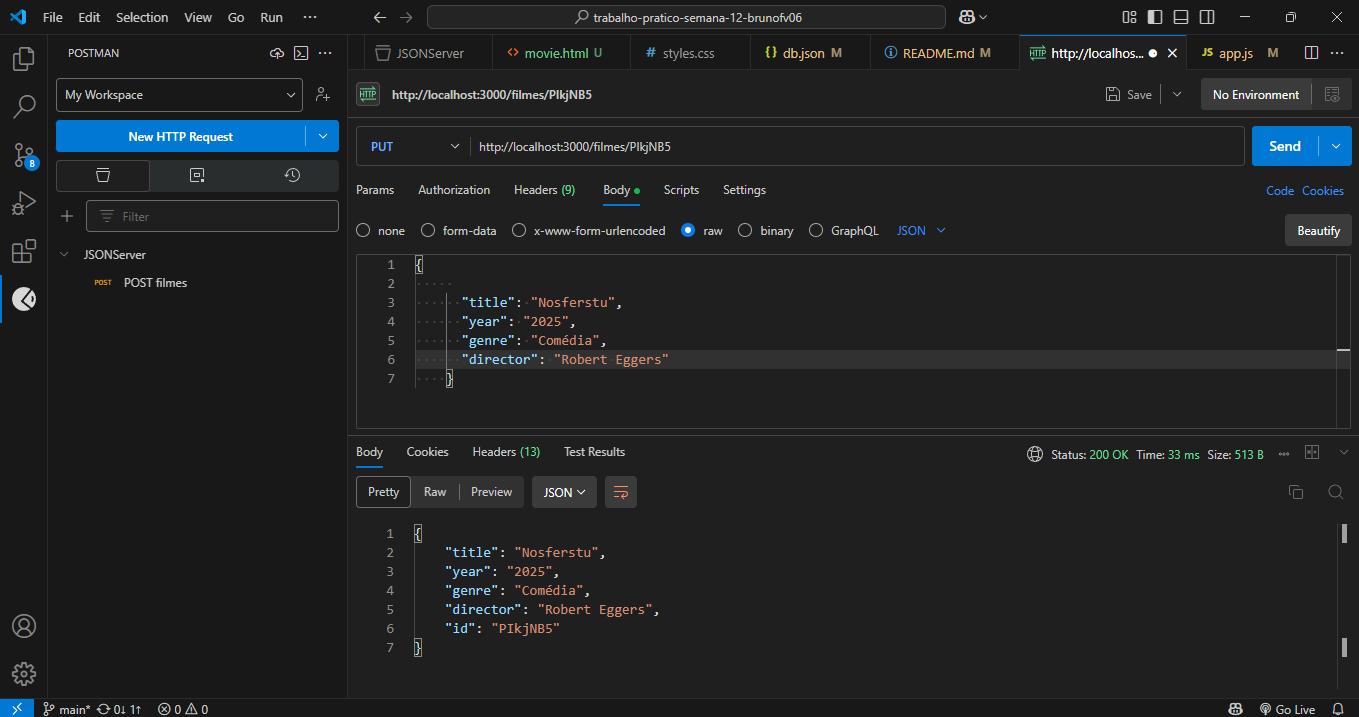 File Edit Selection View Go Run ··· trabalho-pratico-semana-12-brunofv06
POSTMAN
JSONServer movie.html U styles.css db.json M README.md M http://localhos... app.js M
My Workspace
http://localhost:3000/filmes/PIkjNB5 Save No Environment
New HTTP Request
PUT http://localhost:3000/filmes/PIkjNB5 Send
8
Params Authorization Headers (9) Body Scripts Settings Code Cookies
Filter
none form-data x-www-form-urlencoded raw binary GraphQL JSON Beautify
JSONServer
POST POST filmes
1 {
2
3 "title": "Nosferstu",
4 "year": "2025",
5 "genre": "Comédia",
6 "director": "Robert Eggers"
7 }
Body Cookies Headers (13) Test Results Status: 200 OK Time: 33 ms Size: 513 B
Pretty Raw Preview JSON
1 {
2 "title": "Nosferstu",
3 "year": "2025",
4 "genre": "Comédia",
5 "director": "Robert Eggers",
6 "id": "PIkjNB5"
7 }
main* 0↓ 1↑ 0 0 Go Live